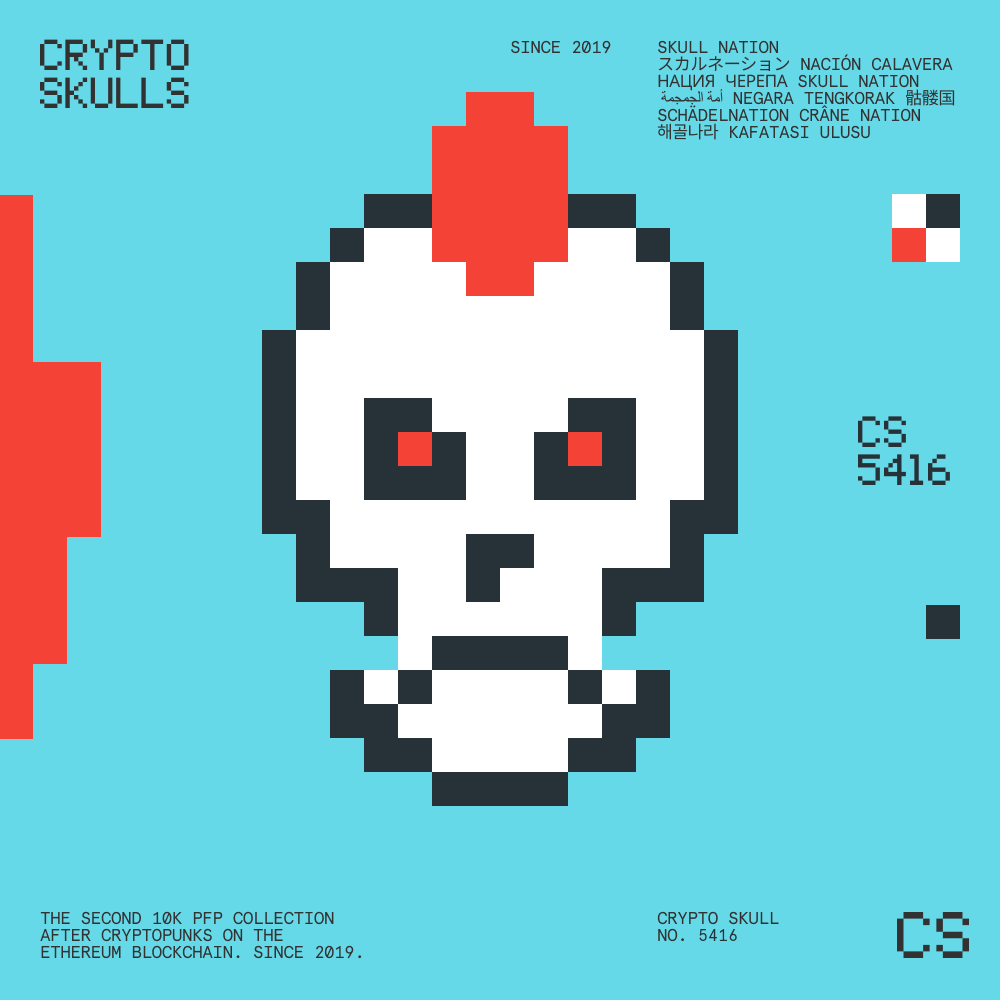 CRYPTO
SKULLS
SINCE 2019
SKULL NATION
スカルネーション NACIÓN CALAVERA
НАЦИЯ ЧЕРЕПА SKULL NATION
أمة الجمجمة NEGARA TENGKORAK 骷髅国
SCHÄDELNATION CRÂNE NATION
해골나라 KAFATASI ULUSU
CS
5416
THE SECOND 10K PFP COLLECTION
AFTER CRYPTOPUNKS ON THE
ETHEREUM BLOCKCHAIN. SINCE 2019.
CRYPTO SKULL
NO. 5416
CS